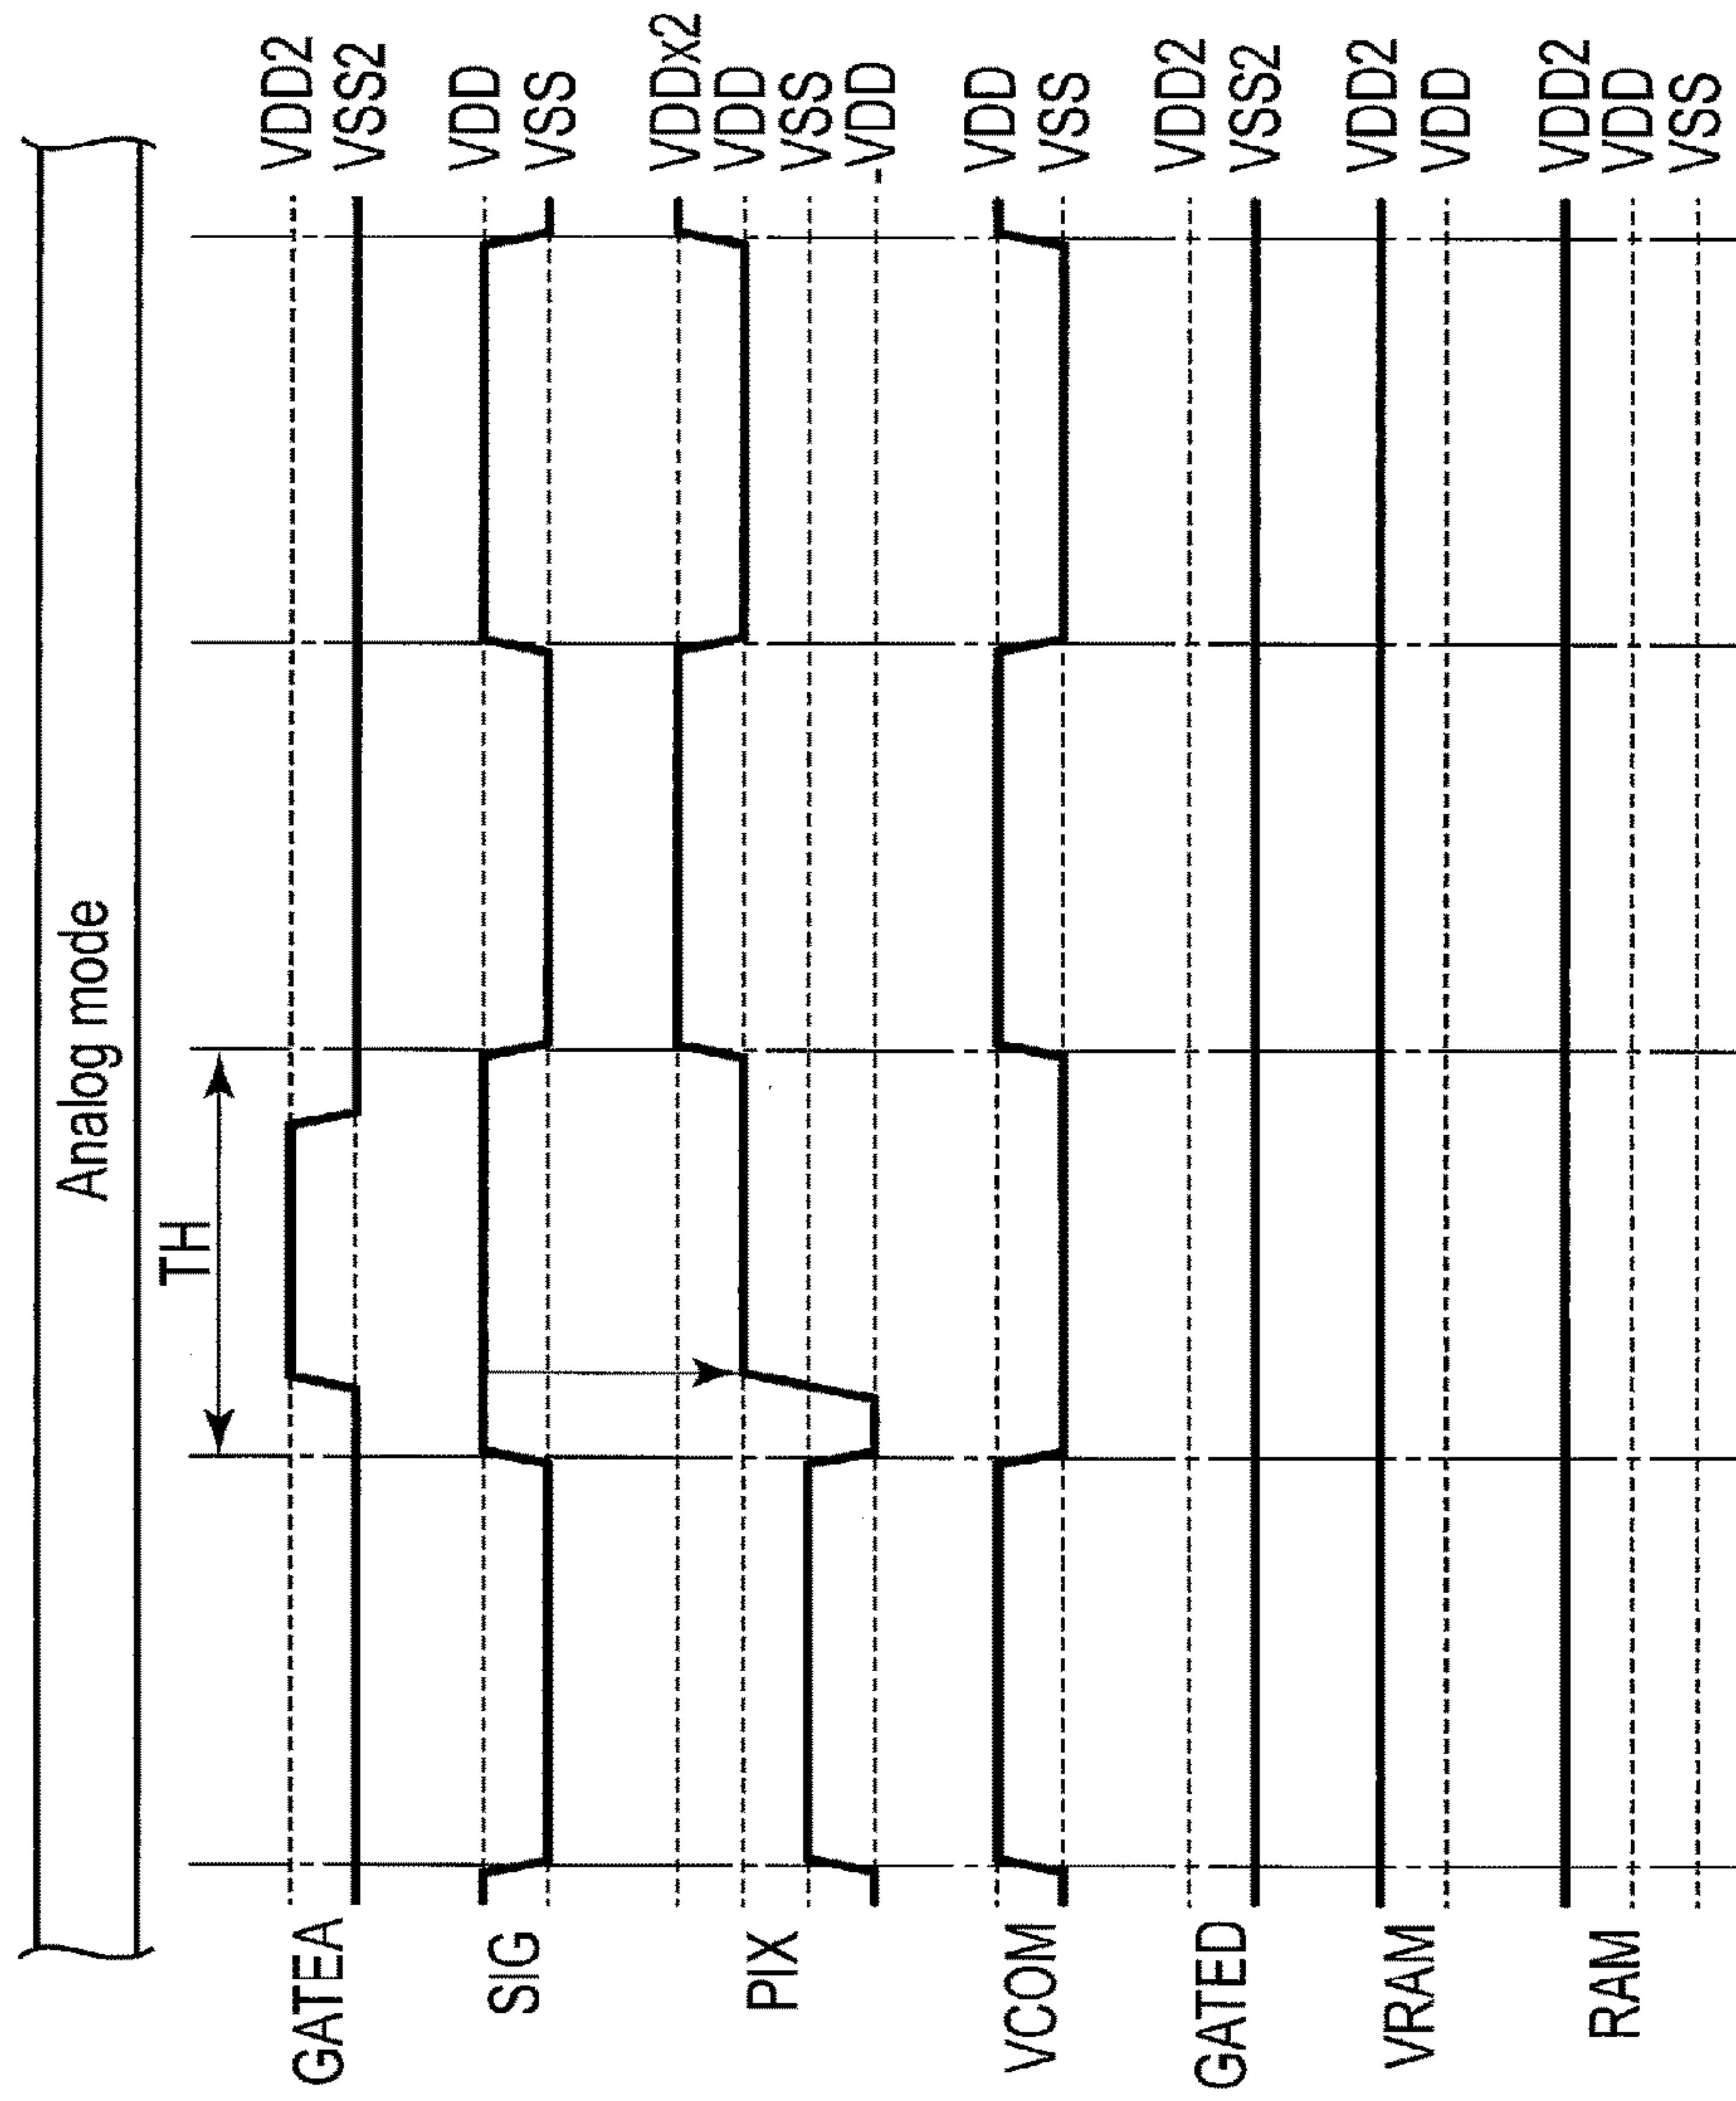 Analog mode
TH
GATEA
VDD2
VSS2
SIG
VDD
VSS
PIX
VDDx2
VDD
VSS
-VDD
VCOM
VDD
VSS
GATED
VDD2
VSS2
VRAM
VDD2
VDD
RAM
VDD2
VDD
VSS